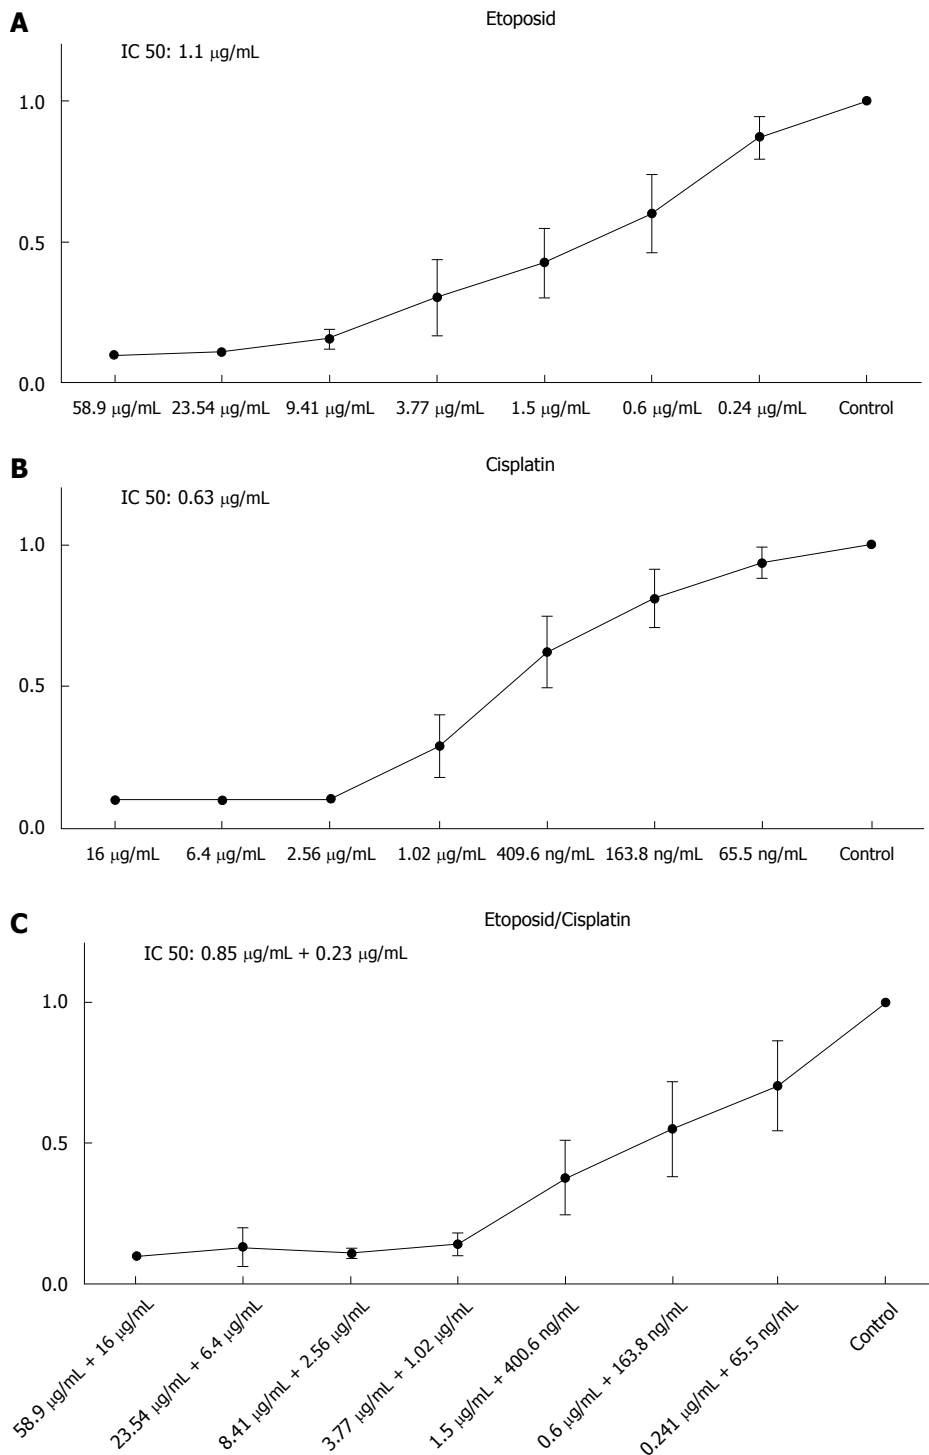 A
Etoposid
IC 50: 1.1 μg/mL
1.0
0.5
0.0
58.9 μg/mL 23.54 μg/mL 9.41 μg/mL 3.77 μg/mL 1.5 μg/mL 0.6 μg/mL 0.24 μg/mL Control
B
Cisplatin
IC 50: 0.63 μg/mL
1.0
0.5
0.0
16 μg/mL 6.4 μg/mL 2.56 μg/mL 1.02 μg/mL 409.6 ng/mL 163.8 ng/mL 65.5 ng/mL Control
C
Etoposid/Cisplatin
IC 50: 0.85 μg/mL + 0.23 μg/mL
1.0
0.5
0.0
58.9 μg/mL + 16 μg/mL
23.54 μg/mL + 6.4 μg/mL
8.41 μg/mL + 2.56 μg/mL
3.77 μg/mL + 1.02 μg/mL
1.5 μg/mL + 400.6 ng/mL
0.6 μg/mL + 163.8 ng/mL
0.241 μg/mL + 65.5 ng/mL
Control